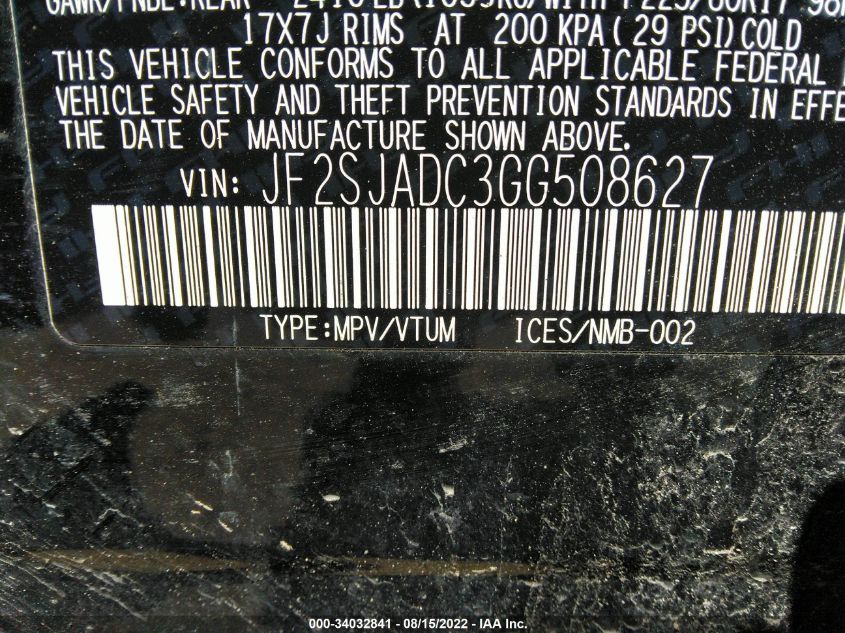 17X7J RIMS AT 200 KPA(29 PSI)COLD
THIS VEHICLE CONFORMS TO ALL APPLICABLE FEDERAL
VEHICLE SAFETY AND THEFT PREVENTION STANDARDS IN EFFE
THE DATE OF MANUFACTURE SHOWN ABOVE.
VIN: JF2SJADC3GG508627
TYPE:MPV/VTUM ICES/NMB-002
000-34032841 - 08/15/2022 - IAA Inc.